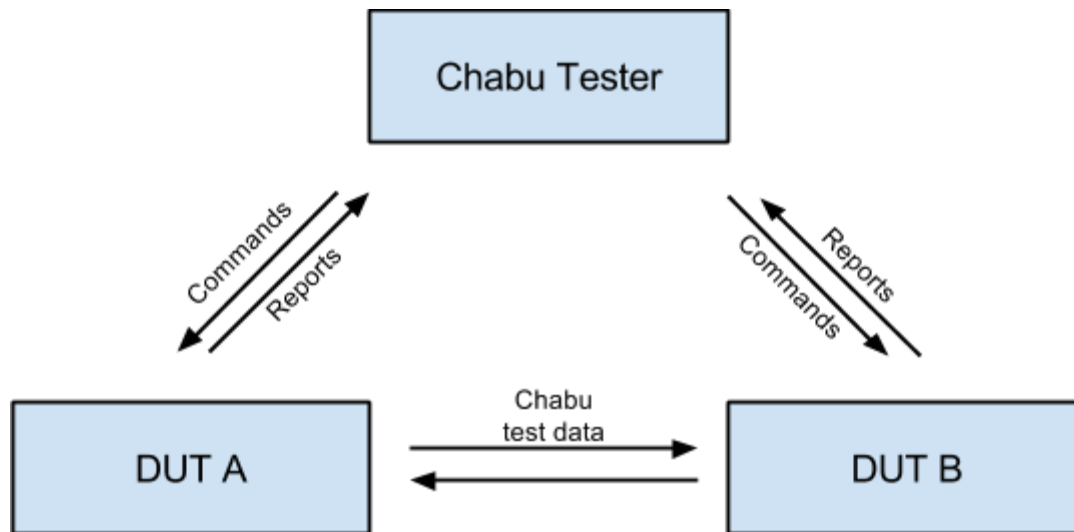 Chabu Tester
Commands
Reports
Reports
Commands
Chabu
test data
DUT A
DUT B